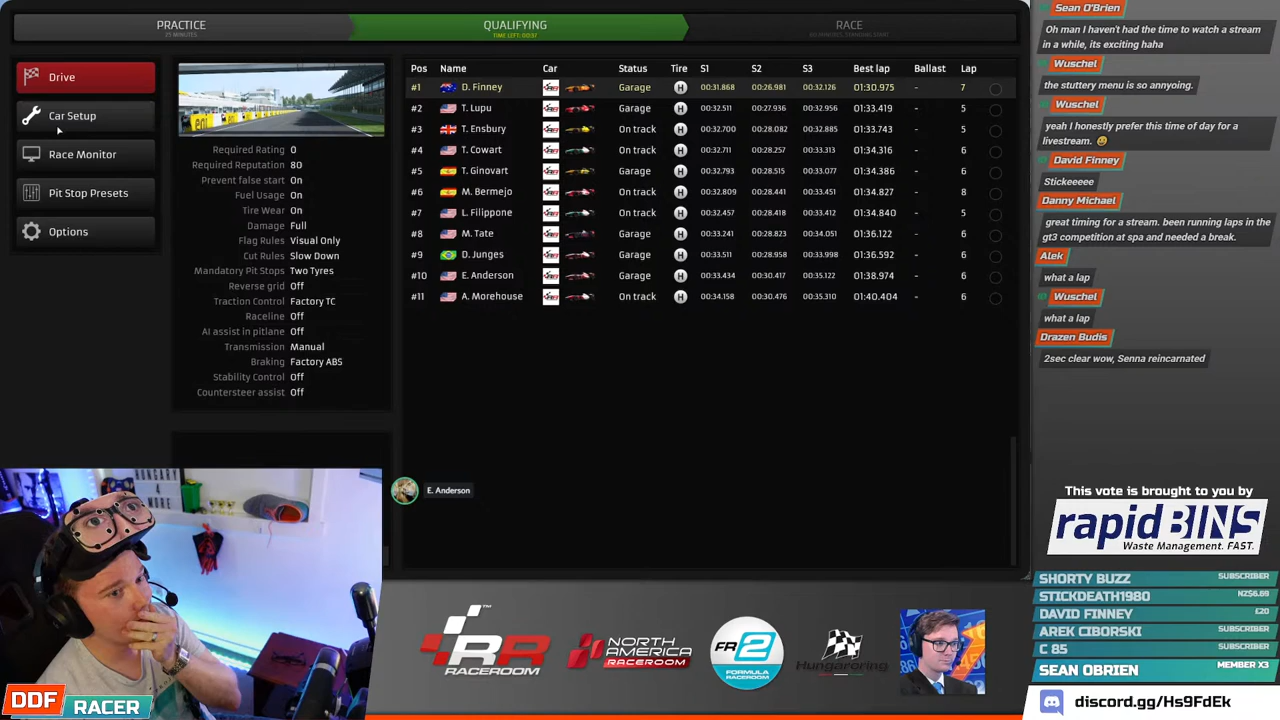 PRACTICE
25 MINUTES
QUALIFYING
TIME LEFT: 00:37
RACE
Drive
Car Setup
Race Monitor
Pit Stop Presets
Options
Required Rating 0
Required Reputation 80
Prevent false start On
Fuel Usage On
Tire Wear On
Damage Full
Flag Rules Visual Only
Cut Rules Slow Down
Mandatory Pit Stops Two Tyres
Reverse grid Off
Traction Control Factory TC
Raceline Off
AI assist in pitlane Off
Transmission Manual
Braking Factory ABS
Stability Control Off
Countersteer assist Off
Pos Name Car Status Tire S1 S2 S3 Best lap Ballast Lap
#1 D. Finney Garage H 00:31.868 00:26.981 00:32.126 01:30.975 - 7
#2 T. Lupu Garage H 00:32.511 00:27.936 00:32.956 01:33.419 - 5
#3 T. Ensbury On track H 00:32.700 00:28.082 00:32.885 01:33.743 - 5
#4 T. Cowart On track H 00:32.711 00:28.257 00:33.313 01:34.316 - 6
#5 T. Ginovart Garage H 00:32.793 00:28.515 00:33.077 01:34.386 - 6
#6 M. Bermejo On track H 00:32.809 00:28.441 00:33.451 01:34.827 - 8
#7 L. Filippone On track H 00:32.457 00:28.418 00:33.412 01:34.840 - 5
#8 M. Tate Garage H 00:33.241 00:28.823 00:34.051 01:36.122 - 6
#9 D. Junges Garage H 00:32.794 00:28.958 00:33.998 01:36.592 - 6
#10 E. Anderson Garage H 00:33.434 00:30.417 00:35.122 01:38.974 - 6
#11 A. Morehouse On track H 00:34.158 00:30.476 00:35.310 01:40.404 - 6
E. Anderson
Sean O'Brien
Oh man I haven't had the time to watch a stream
in a while, its exciting haha
Wuschel
the stuttery menu is so annyoing.
Wuschel
yeah I honestly prefer this time of day for a
livestream. 😀
David Finney
Stickeeeee
Danny Michael
great timing for a stream. been running laps in the
gt3 competition at spa and needed a break.
Alek
what a lap
Wuschel
what a lap
Drazen Budis
2sec clear wow, Senna reincarnated
This vote is brought to you by
rapidBINS
Waste Management. FAST.
SHORTY BUZZ SUBSCRIBER
STICKDEATH1980 NZ$6.69
DAVID FINNEY £20
AREK CIBORSKI SUBSCRIBER
C 85 SUBSCRIBER
SEAN OBRIEN MEMBER X3
discord.gg/Hs9FdEk
DDF RACER
RR
RACEROOM
NORTH
AMERICA
RACEROOM
FR2
FORMULA
RACEROOM
Hungaroring